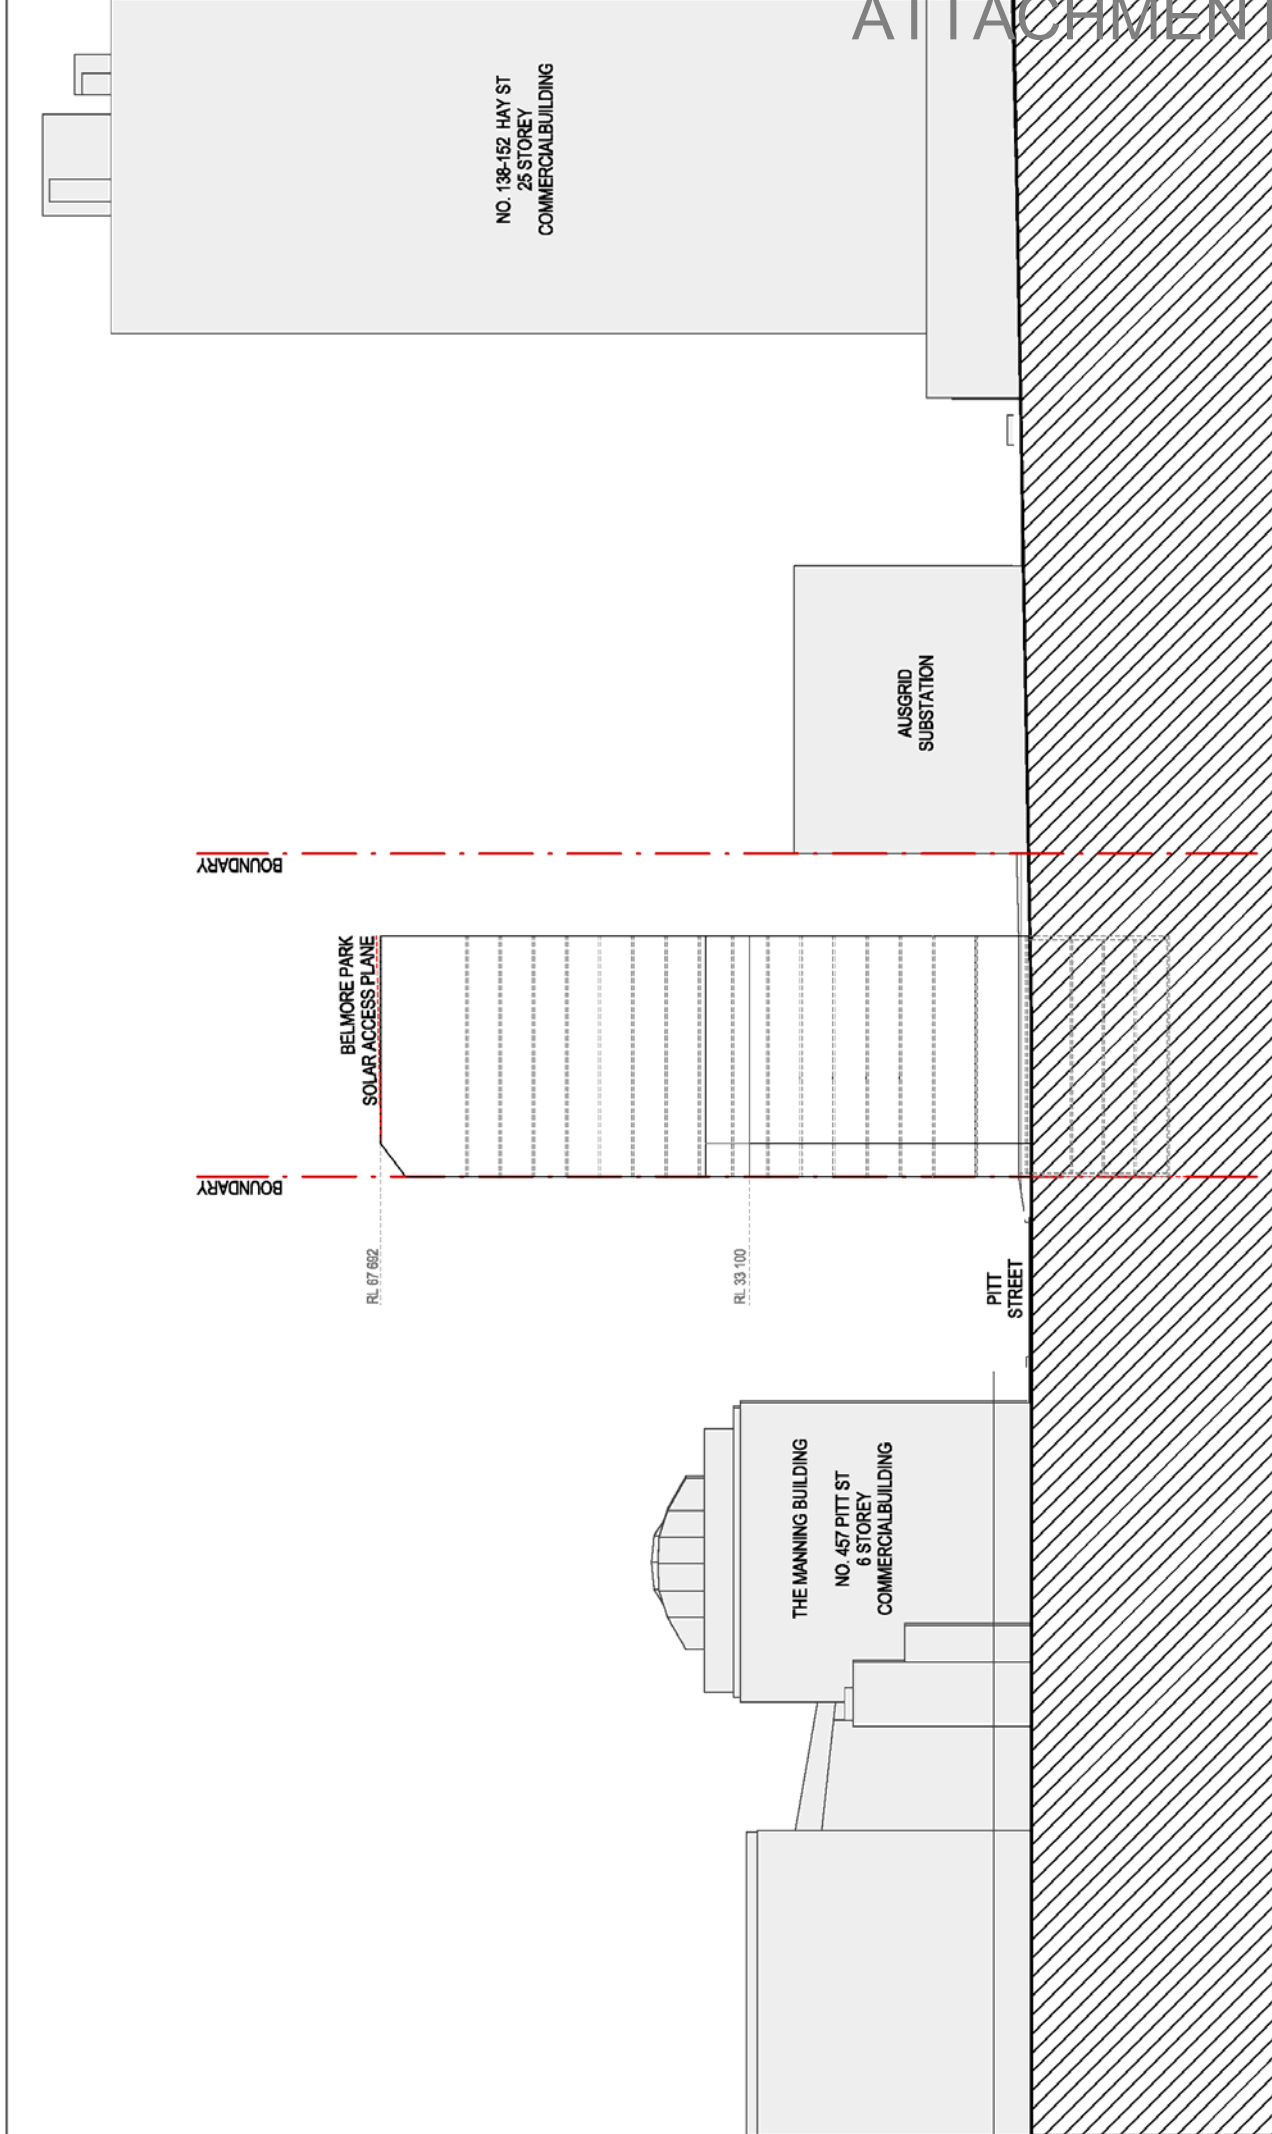 ATTACHMENT
NO. 138-152 HAY ST
25 STOREY
COMMERCIALBUILDING
AUSGRID
SUBSTATION
BOUNDARY
BELMORE PARK
SOLAR ACCESS PLANE
BOUNDARY
RL 67 692
RL 33 100
PITT
STREET
THE MANNING BUILDING
NO. 457 PITT ST
6 STOREY
COMMERCIALBUILDING